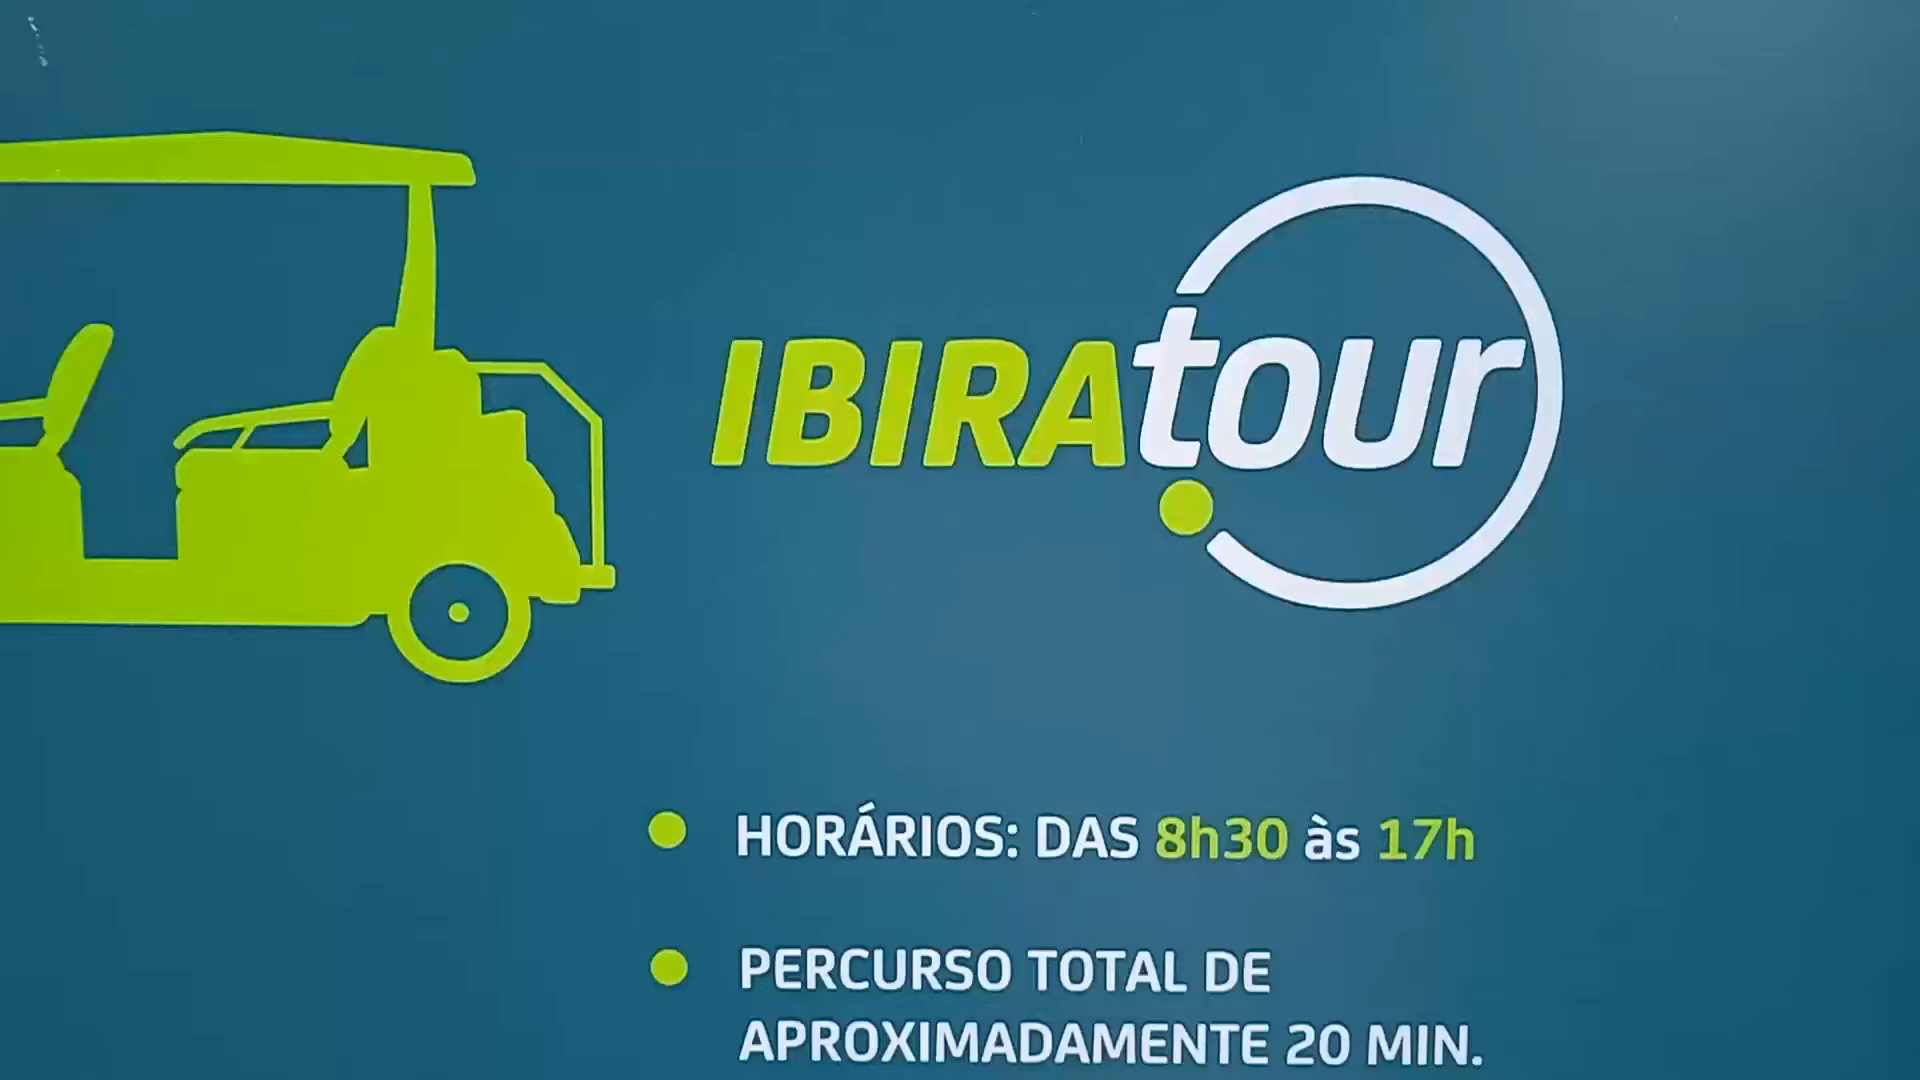 IBIRAtour
HORÁRIOS: DAS 8h30 às 17h
PERCURSO TOTAL DE
APROXIMADAMENTE 20 MIN.